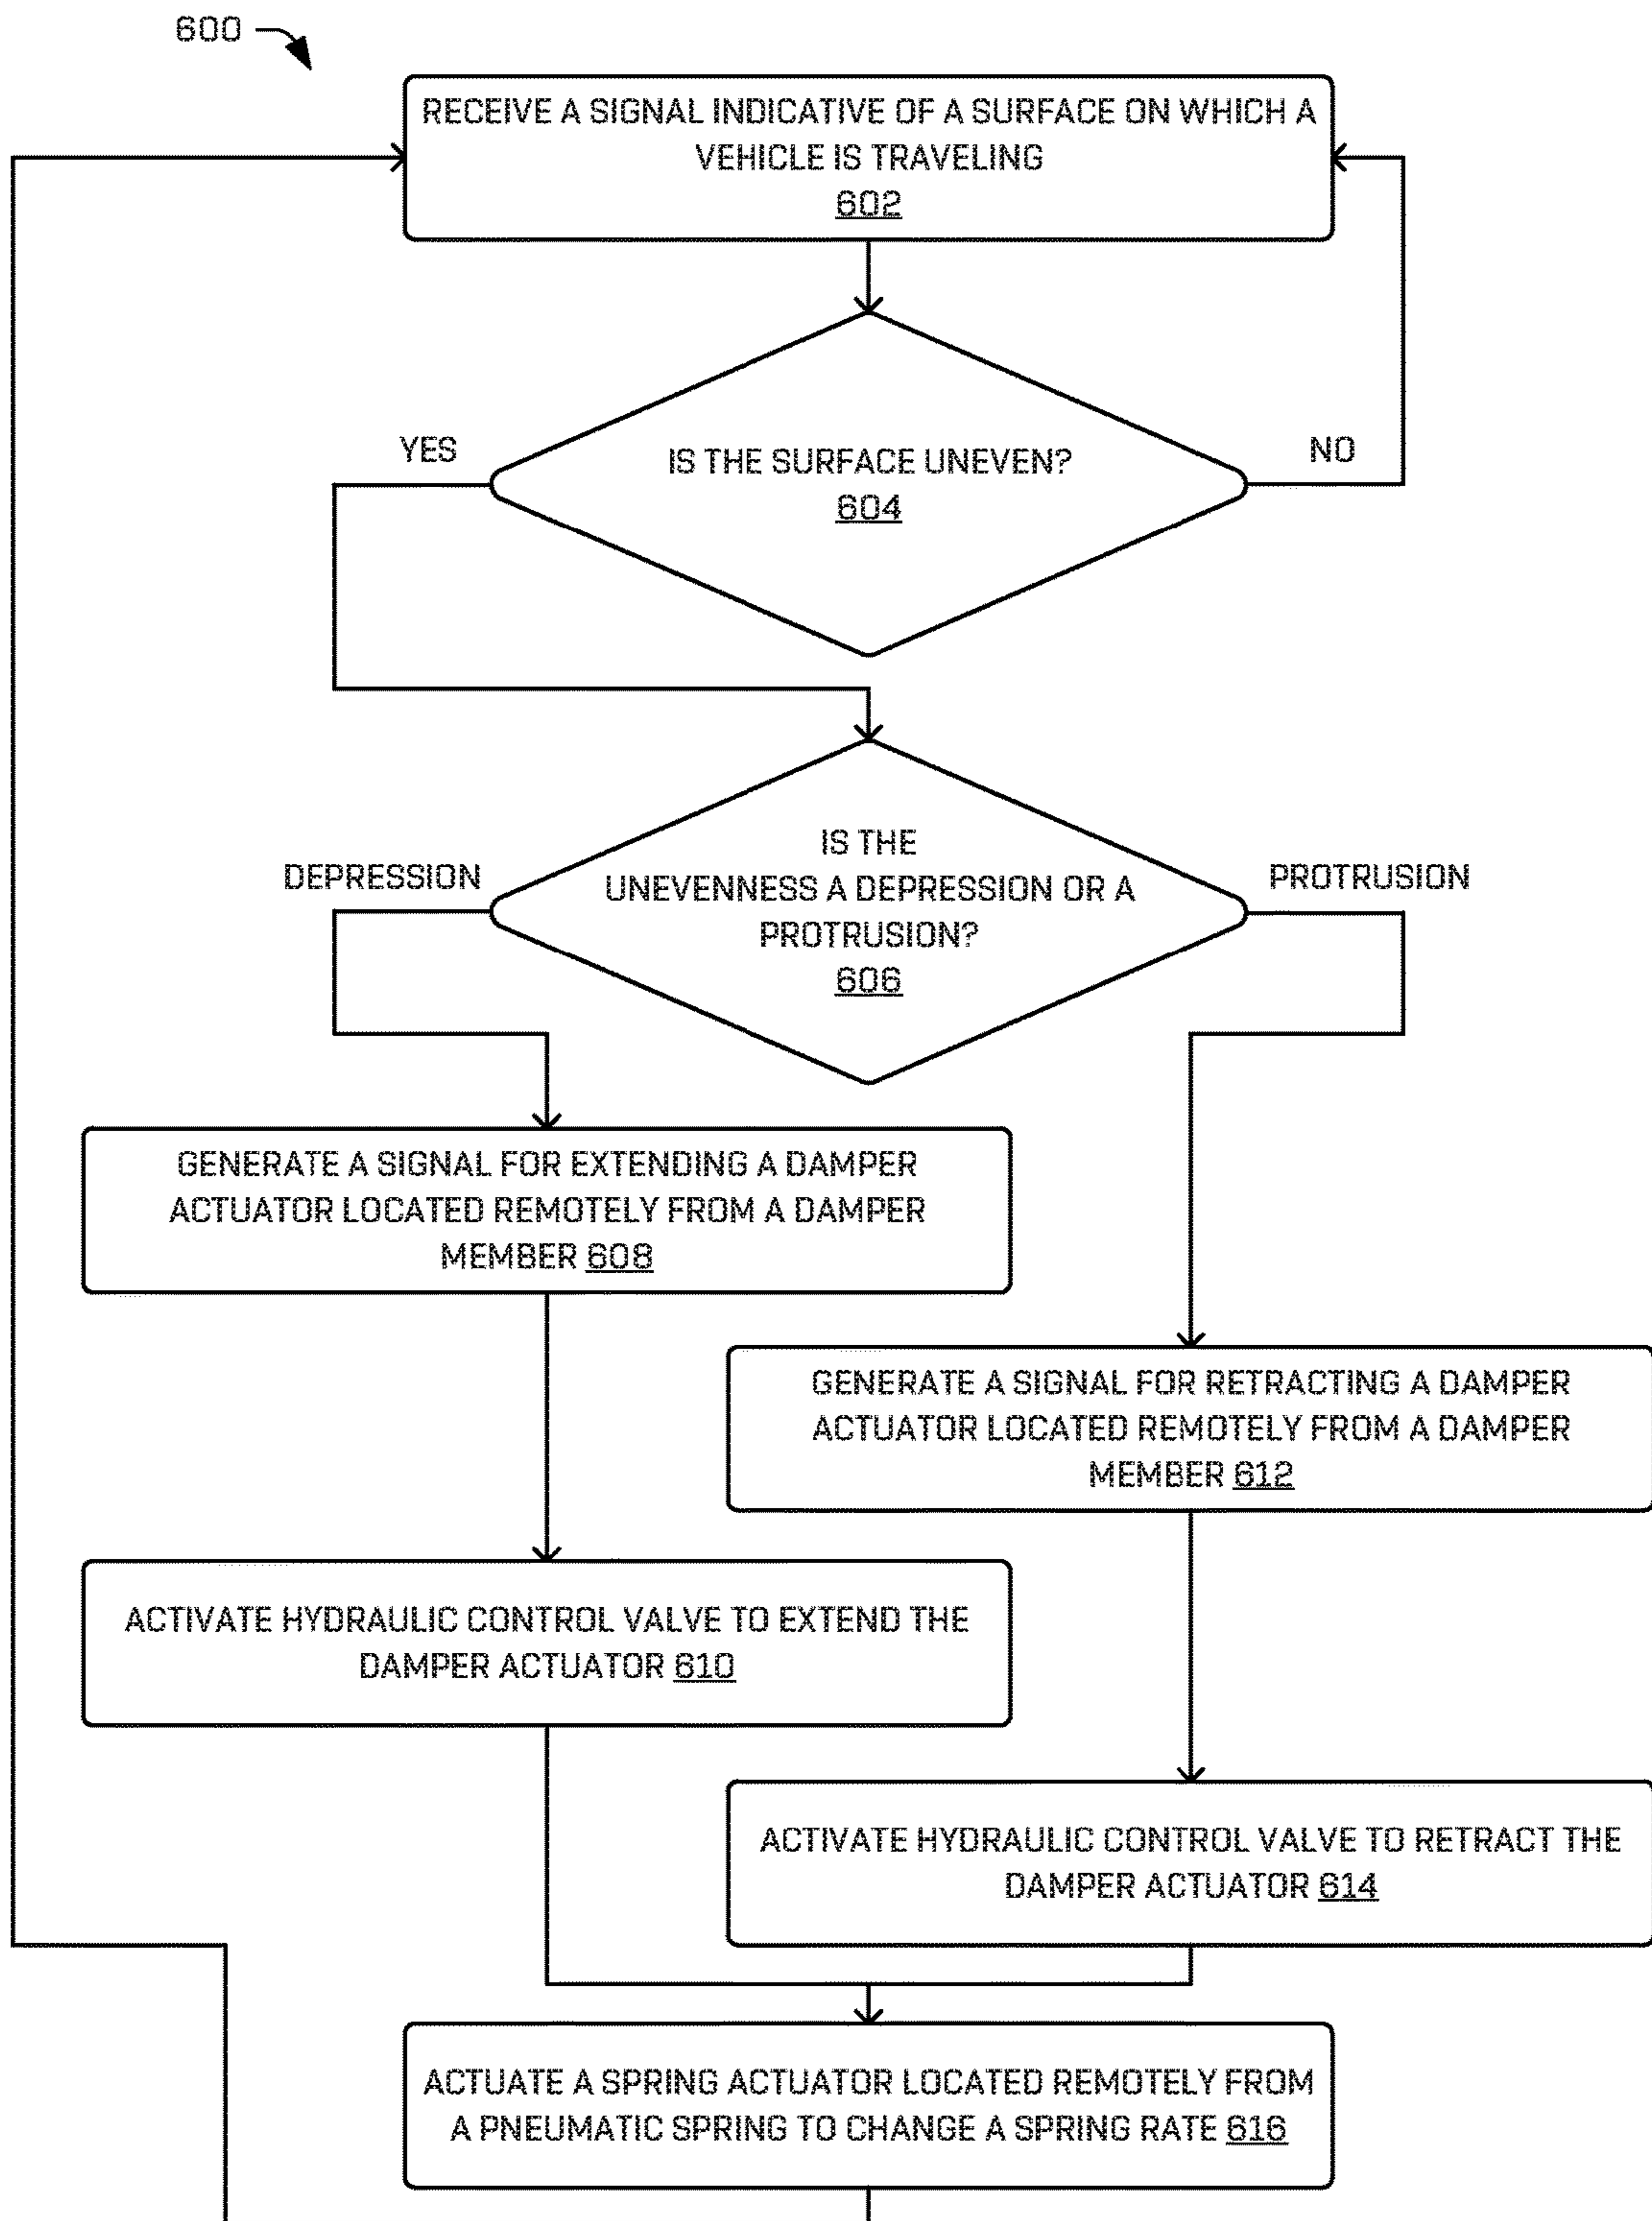 600
RECEIVE A SIGNAL INDICATIVE OF A SURFACE ON WHICH A
VEHICLE IS TRAVELING
602
YES
IS THE SURFACE UNEVEN?
604
NO
DEPRESSION
IS THE
UNEVENNESS A DEPRESSION OR A
PROTRUSION?
606
PROTRUSION
GENERATE A SIGNAL FOR EXTENDING A DAMPER
ACTUATOR LOCATED REMOTELY FROM A DAMPER
MEMBER 608
GENERATE A SIGNAL FOR RETRACTING A DAMPER
ACTUATOR LOCATED REMOTELY FROM A DAMPER
MEMBER 612
ACTIVATE HYDRAULIC CONTROL VALVE TO EXTEND THE
DAMPER ACTUATOR 610
ACTIVATE HYDRAULIC CONTROL VALVE TO RETRACT THE
DAMPER ACTUATOR 614
ACTUATE A SPRING ACTUATOR LOCATED REMOTELY FROM
A PNEUMATIC SPRING TO CHANGE A SPRING RATE 616